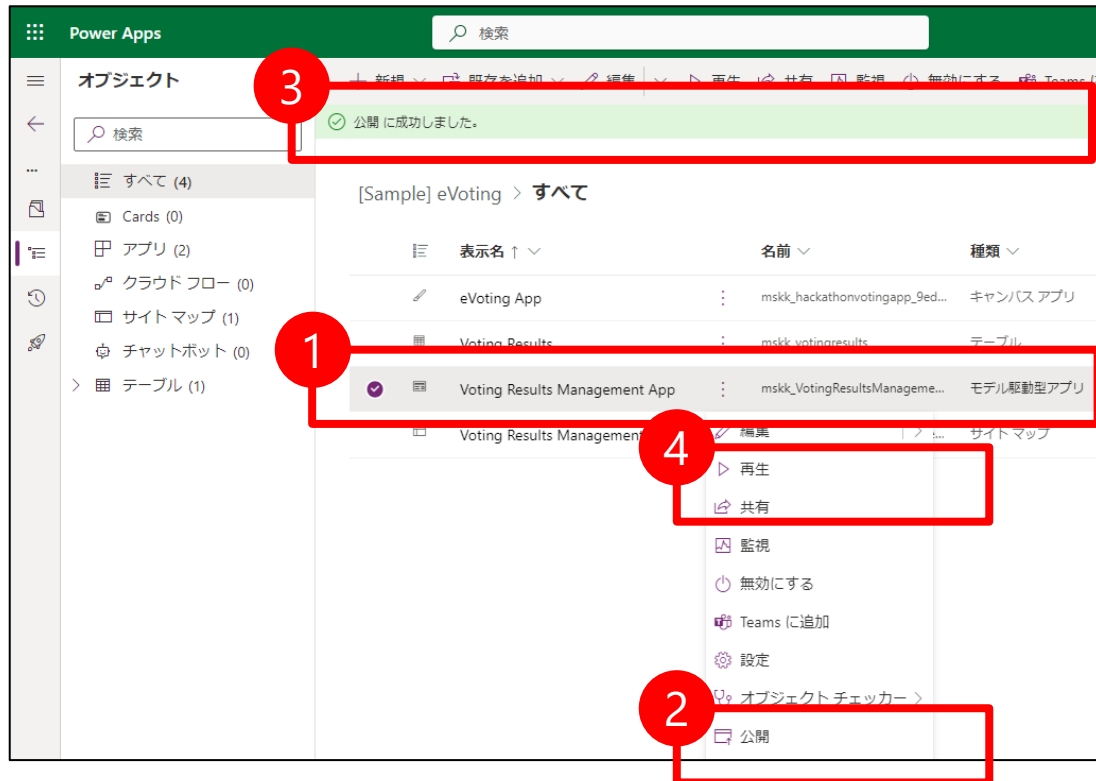 Power Apps
検索
オブジェクト
3
新規 既存を追加 編集 再生 共有 監視 無効にする Teams に
検索
公開 に成功しました。
すべて (4)
[Sample] eVoting > すべて
Cards (0)
アプリ (2)
表示名 ↑ 名前 種類
クラウド フロー (0)
eVoting App mskk_hackathonvotingapp_9ed... キャンバス アプリ
サイト マップ (1)
1
Voting Results mskk_votingresults テーブル
チャットボット (0)
テーブル (1)
Voting Results Management App mskk_VotingResultsManageme... モデル駆動型アプリ
Voting Results Management 編集 ... サイト マップ
4
再生
共有
監視
無効にする
Teams に追加
設定
オブジェクト チェッカー
2
公開